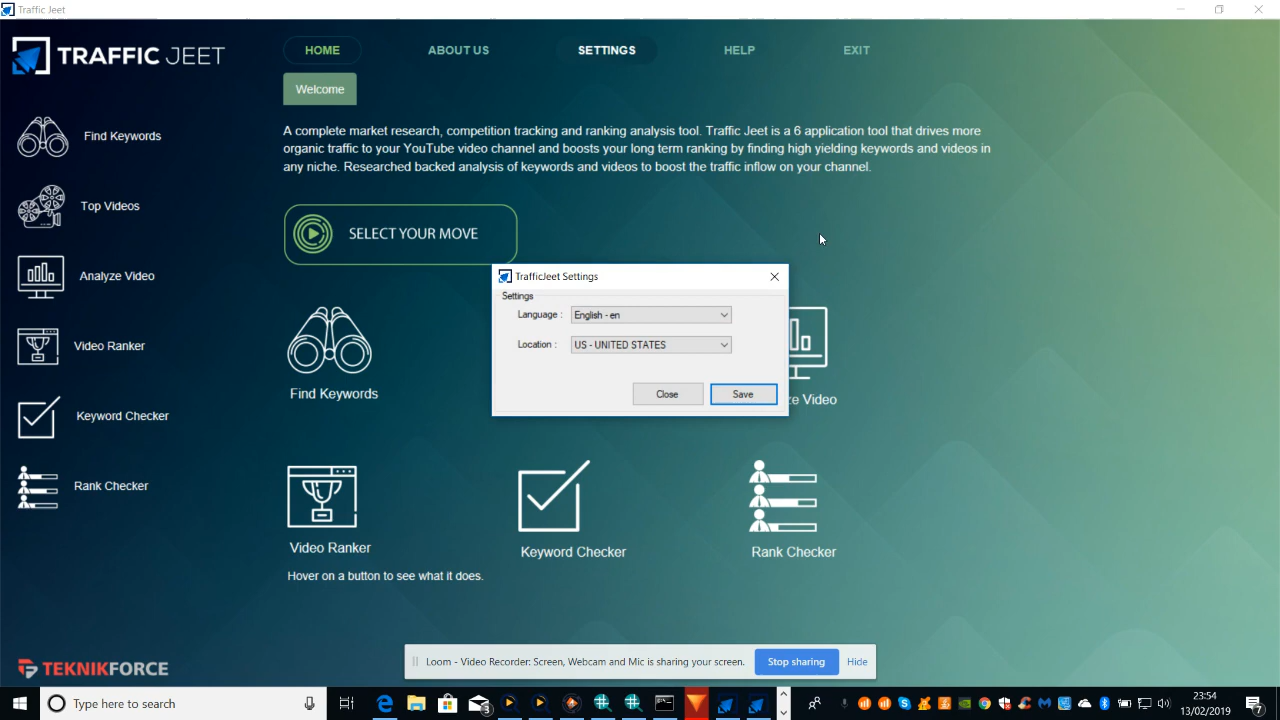 Traffic Jeet
TRAFFIC JEET
HOME
ABOUT US
SETTINGS
HELP
EXIT
Welcome
A complete market research, competition tracking and ranking analysis tool. Traffic Jeet is a 6 application tool that drives more
organic traffic to your YouTube video channel and boosts your long term ranking by finding high yielding keywords and videos in
any niche. Researched backed analysis of keywords and videos to boost the traffic inflow on your channel.
Find Keywords
Top Videos
Analyze Video
Video Ranker
Keyword Checker
Rank Checker
SELECT YOUR MOVE
TrafficJeet Settings
Settings
Language :
English - en
Location :
US - UNITED STATES
Close
Save
Find Keywords
ze Video
Video Ranker
Keyword Checker
Rank Checker
Hover on a button to see what it does.
TEKNIKFORCE
Loom - Video Recorder: Screen, Webcam and Mic is sharing your screen.
Stop sharing
Hide
Type here to search
3
23:54
13/02/2019
7